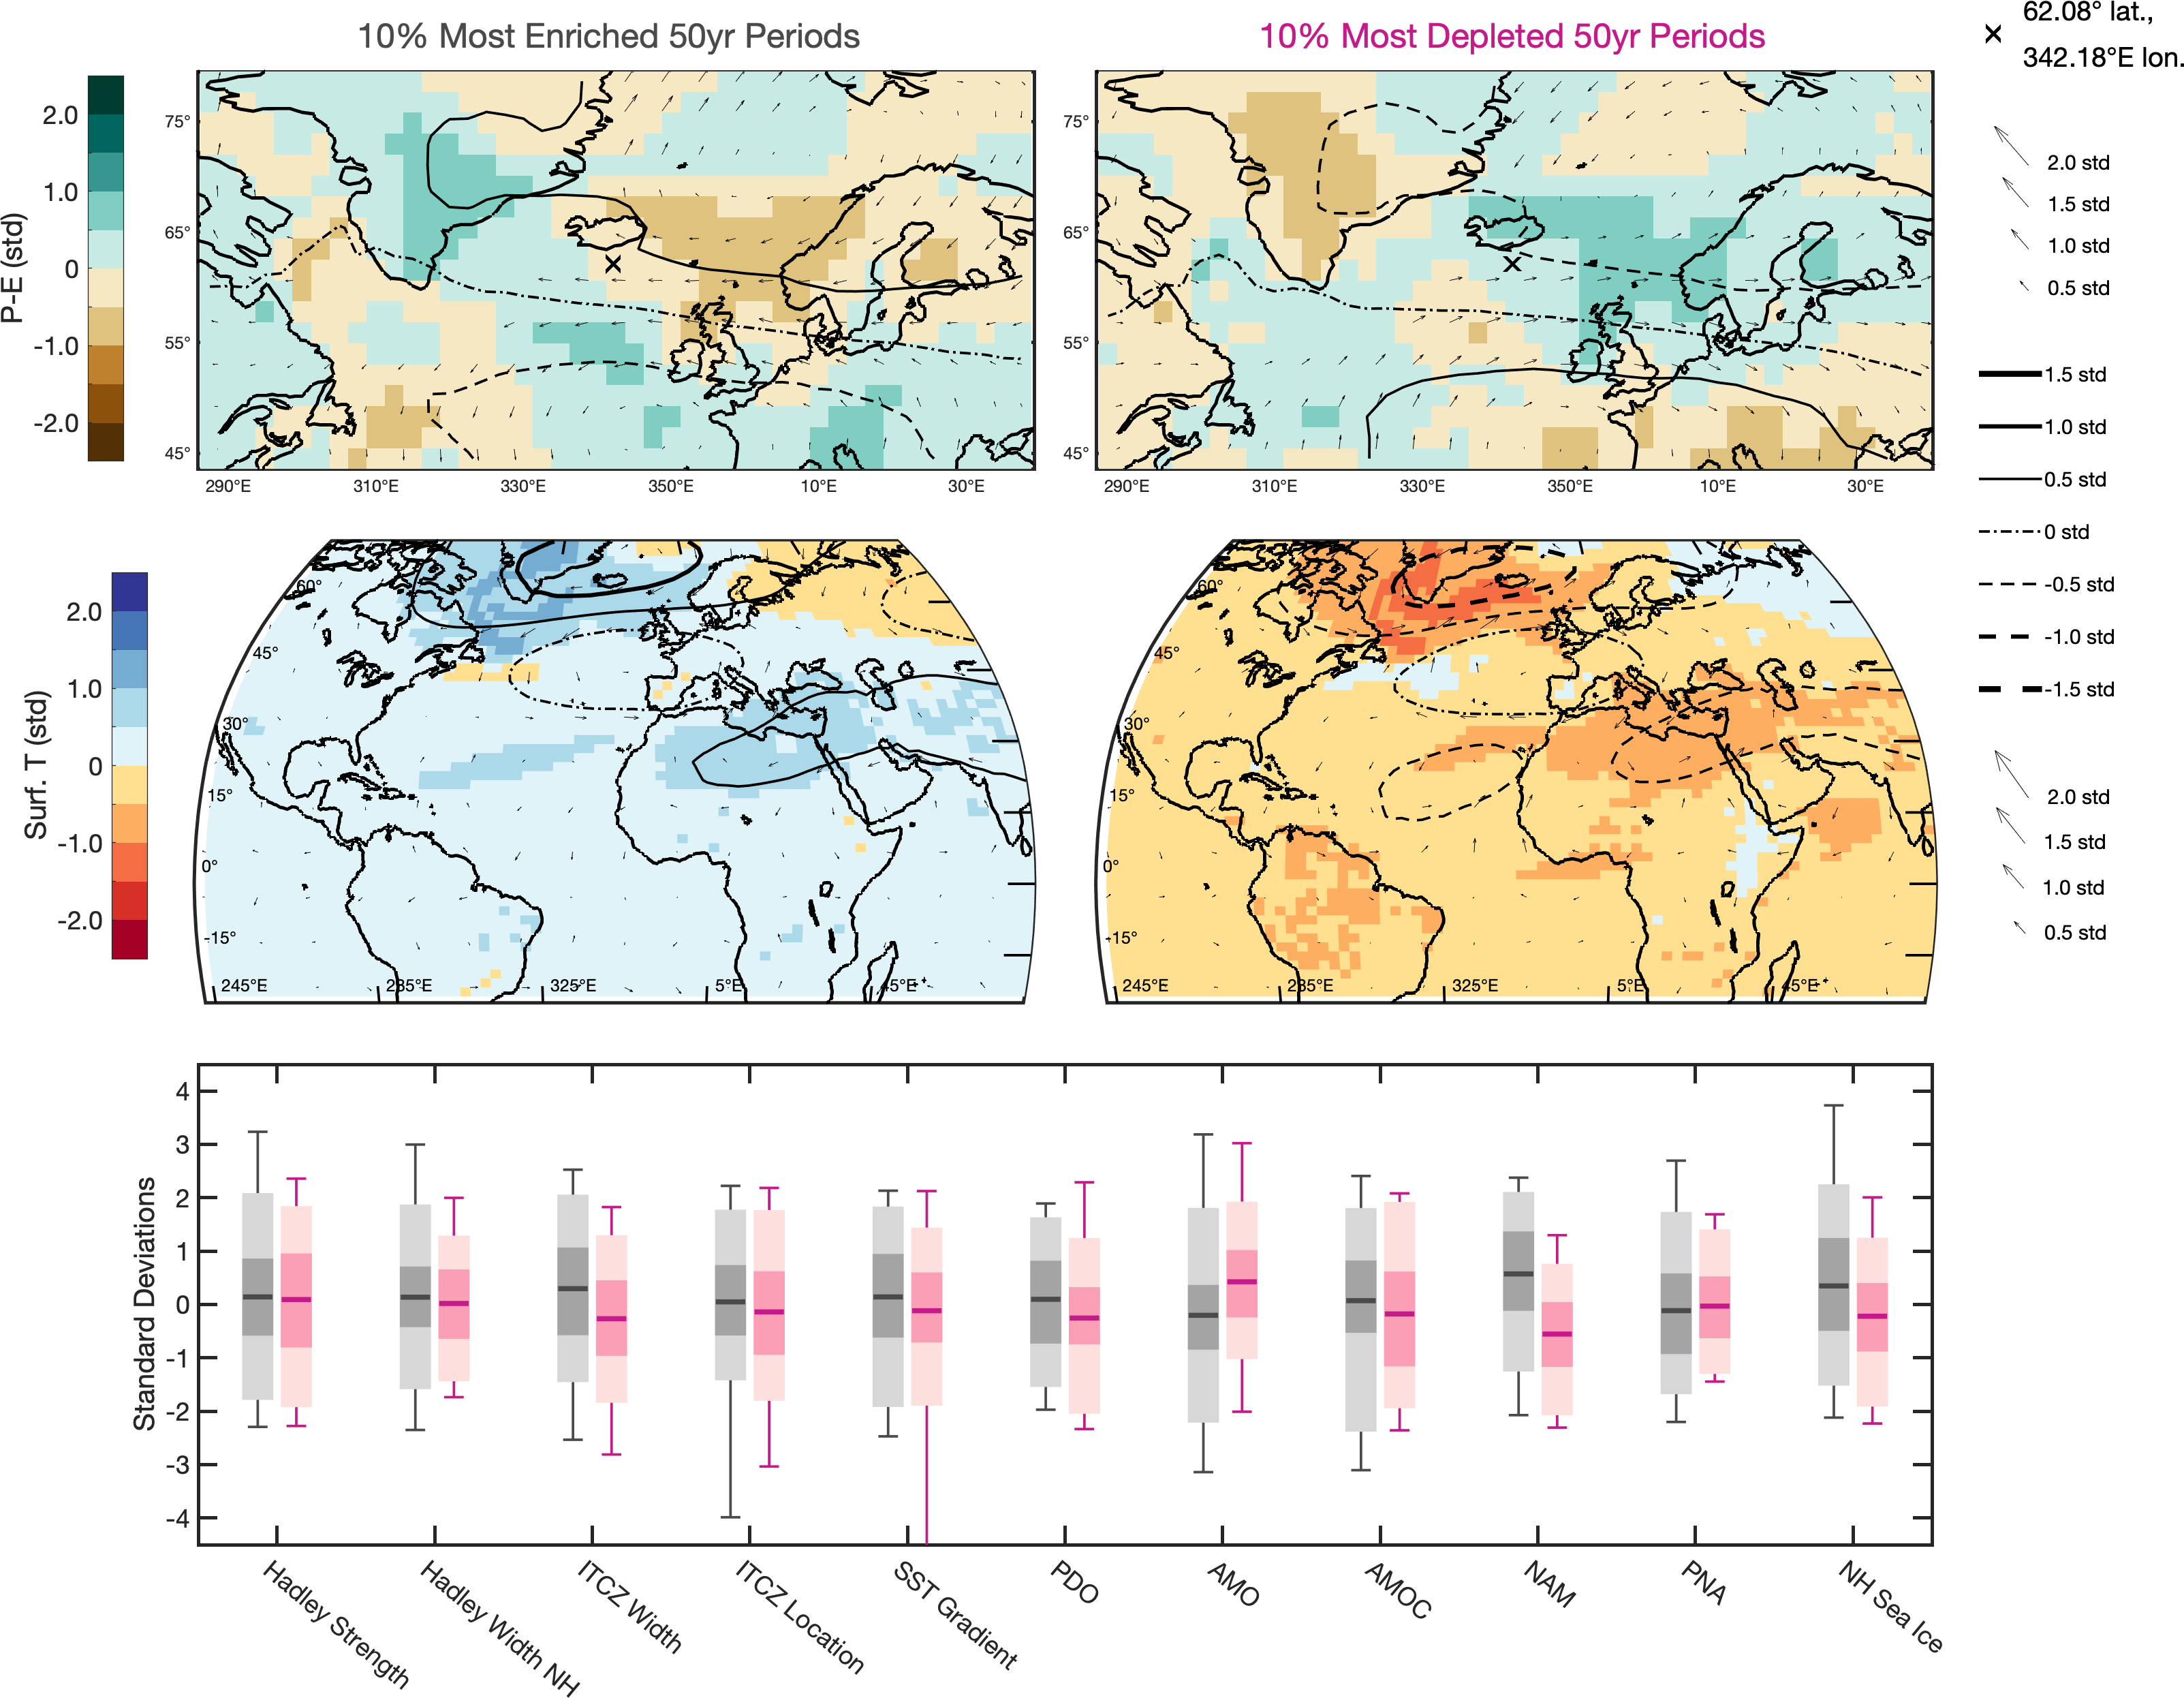 10% Most Enriched 50yr Periods
10% Most Depleted 50yr Periods
62.08° lat.,
342.18°E lon.
P-E (std)
2.0
1.0
0
-1.0
-2.0
75°
65°
55°
45°
290°E 310°E 330°E 350°E 10°E 30°E
75°
65°
55°
45°
290°E 310°E 330°E 350°E 10°E 30°E
2.0 std
1.5 std
1.0 std
0.5 std
1.5 std
1.0 std
0.5 std
0 std
-0.5 std
-1.0 std
-1.5 std
Surf. T (std)
2.0
1.0
0
-1.0
-2.0
60°
45°
30°
15°
0°
-15°
245°E 285°E 325°E 5°E 45°E
60°
45°
30°
15°
0°
-15°
245°E 285°E 325°E 5°E 45°E
2.0 std
1.5 std
1.0 std
0.5 std
Standard Deviations
4
3
2
1
0
-1
-2
-3
-4
Hadley Strength
Hadley Width NH
ITCZ Width
ITCZ Location
SST Gradient
PDO
AMO
AMOC
NAM
PNA
NH Sea Ice